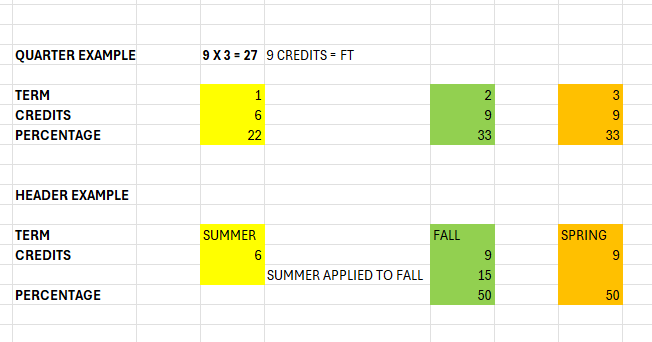 QUARTER EXAMPLE 9 X 3 = 27 9 CREDITS = FT
TERM 1 2 3
CREDITS 6 9 9
PERCENTAGE 22 33 33
HEADER EXAMPLE
TERM SUMMER FALL SPRING
CREDITS 6 9 9
SUMMER APPLIED TO FALL 15
PERCENTAGE 50 50